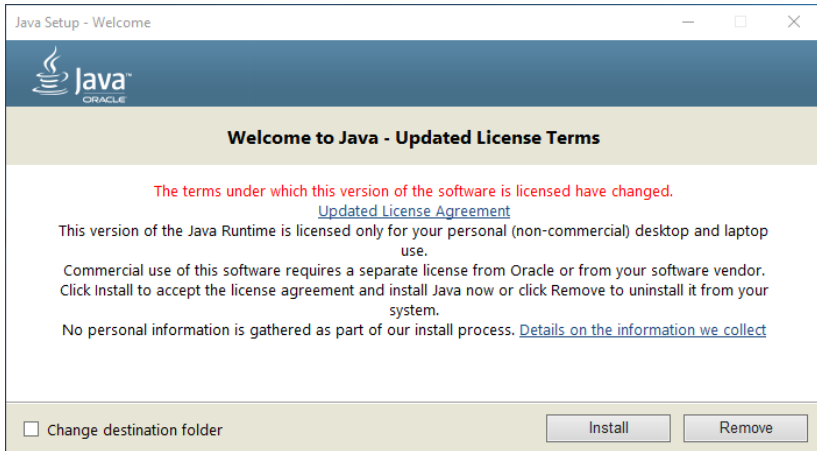 Java Setup - Welcome
Java™
ORACLE
Welcome to Java - Updated License Terms
The terms under which this version of the software is licensed have changed.
Updated License Agreement
This version of the Java Runtime is licensed only for your personal (non-commercial) desktop and laptop
use.
Commercial use of this software requires a separate license from Oracle or from your software vendor.
Click Install to accept the license agreement and install Java now or click Remove to uninstall it from your
system.
No personal information is gathered as part of our install process. Details on the information we collect
Change destination folder
Install
Remove